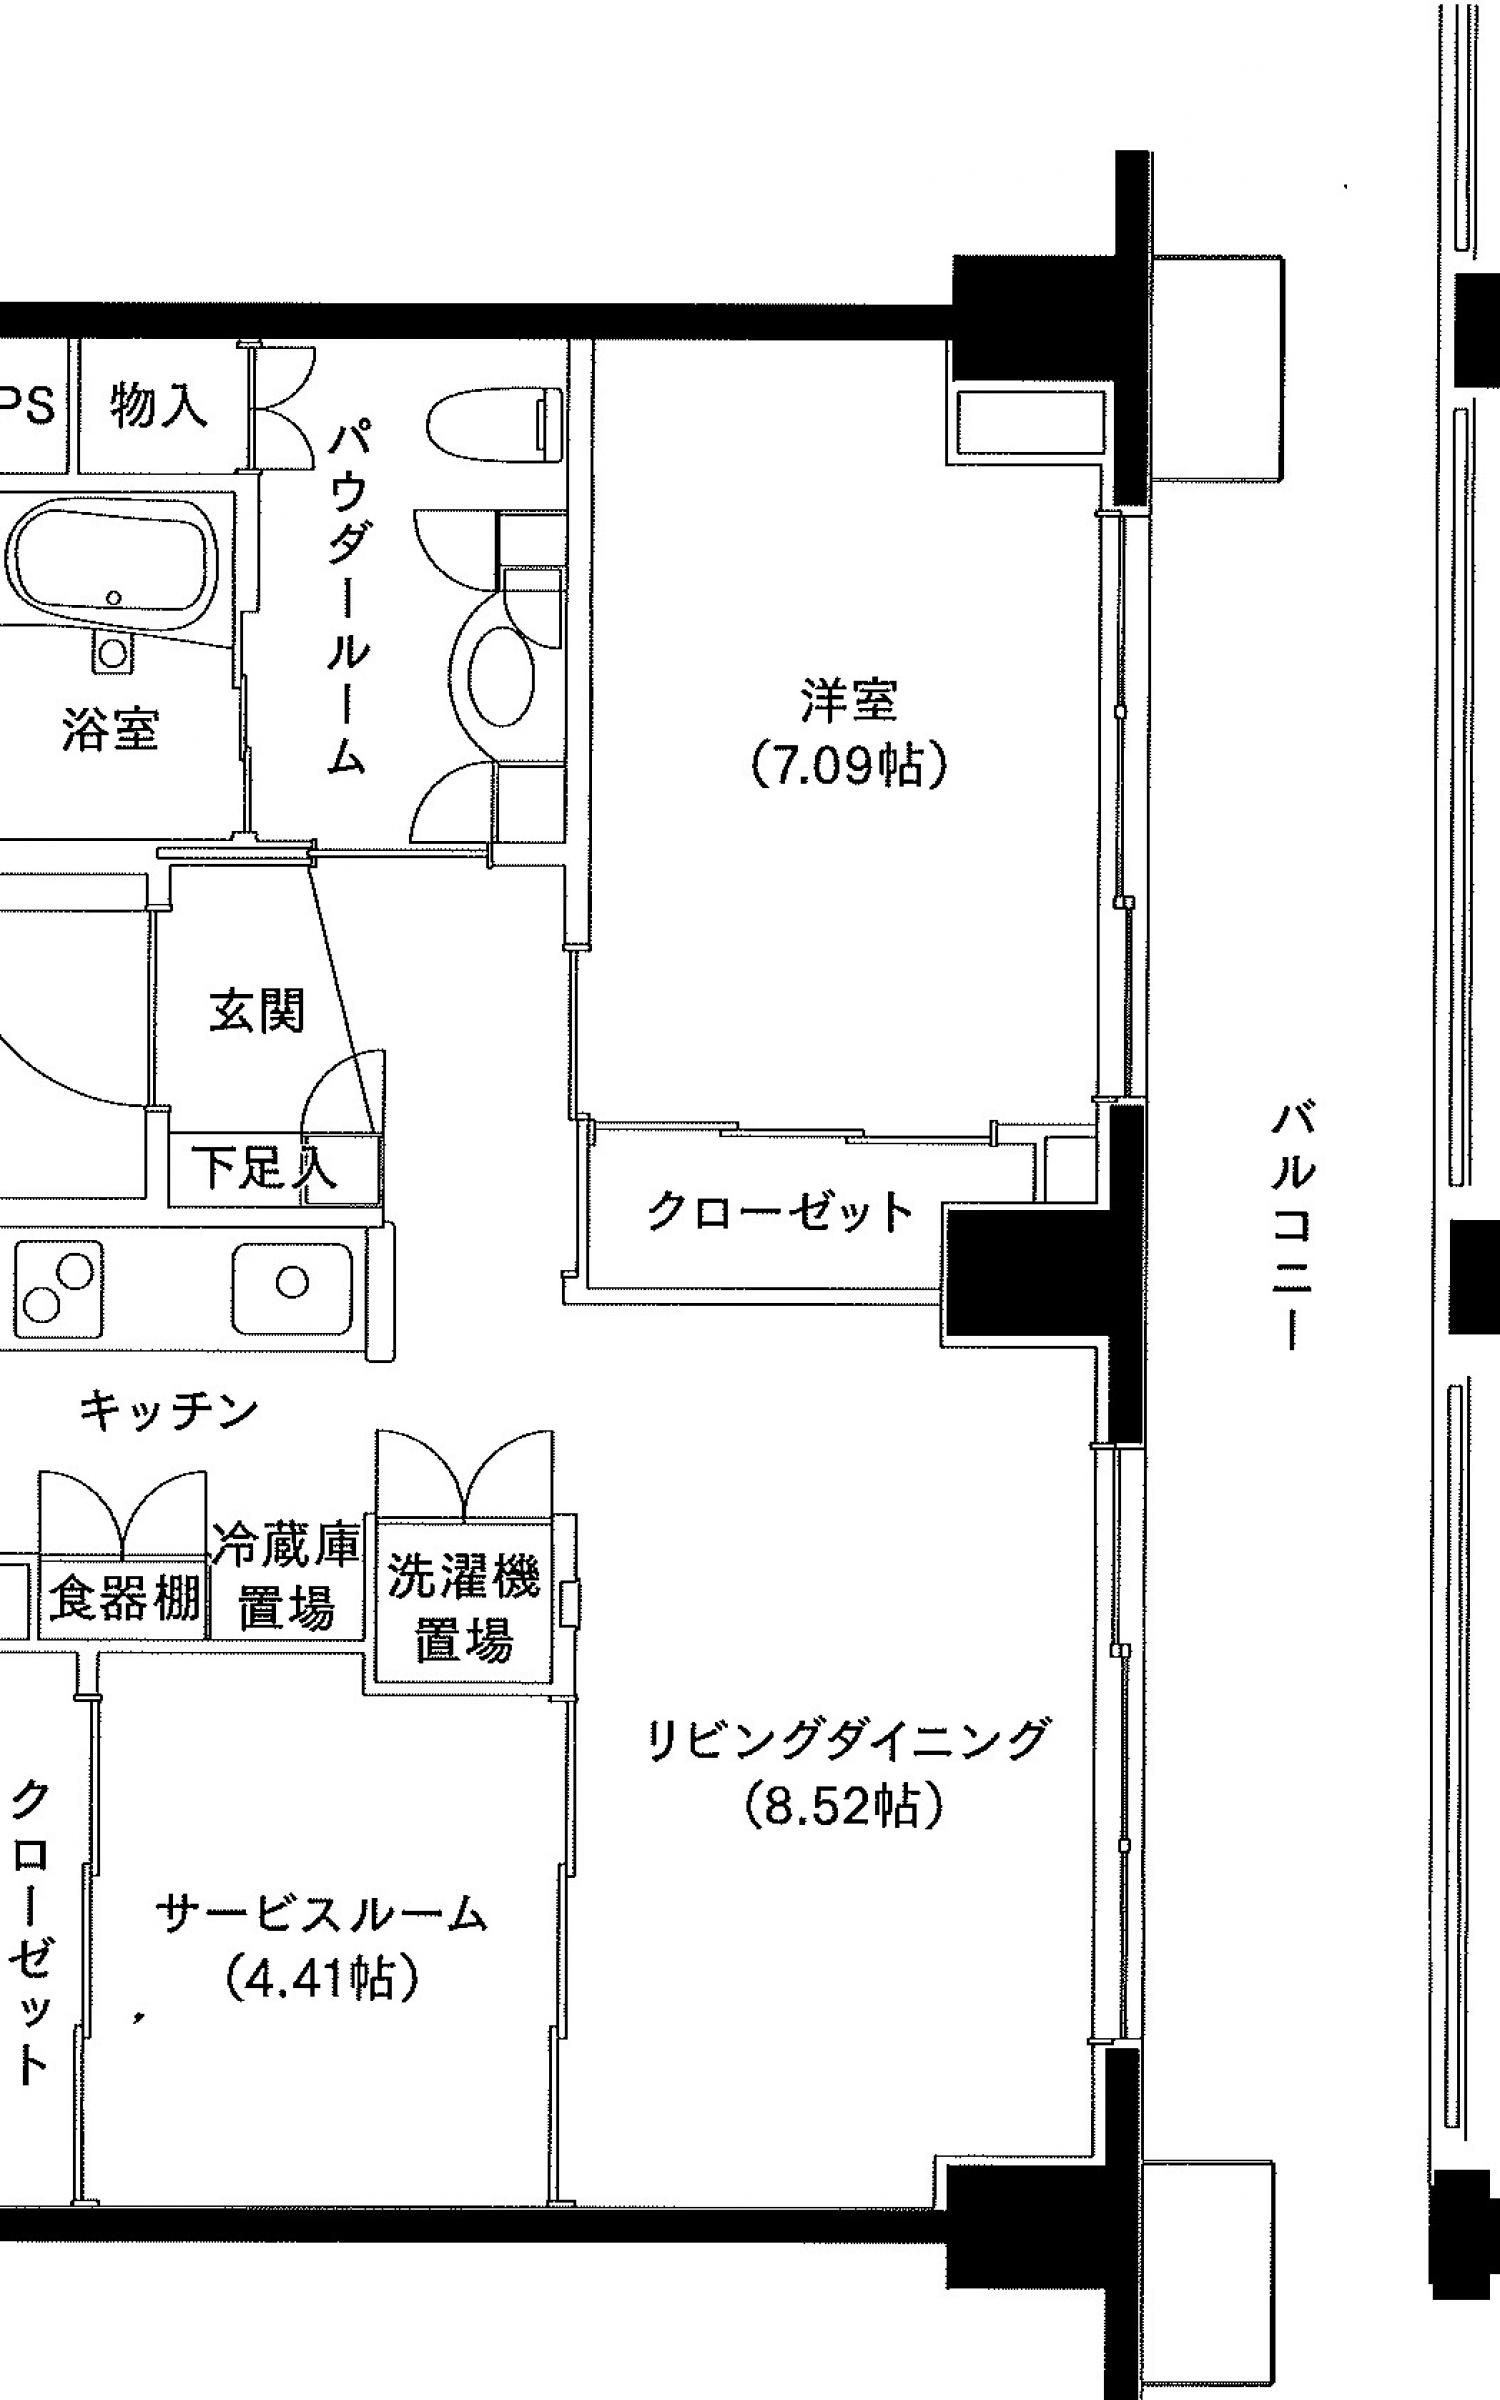 PS
物入
パウダールーム
浴室
洋室
(7.09帖)
玄関
下足入
クローゼット
バルコニー
キッチン
食器棚
冷蔵庫
置場
洗濯機
置場
リビングダイニング
(8.52帖)
クローゼット
サービスルーム
(4.41帖)